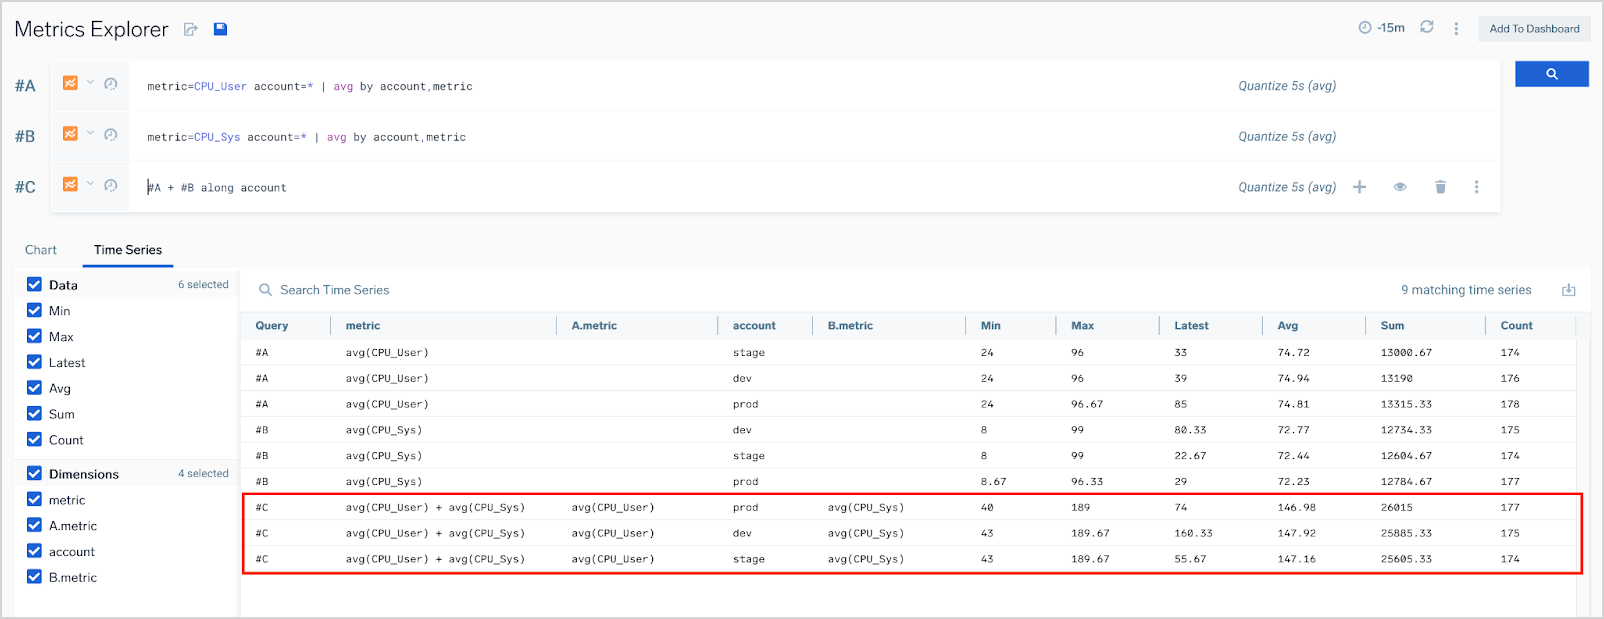 Metrics Explorer
-15m
Add To Dashboard
#A metric=CPU_User account=* | avg by account,metric Quantize 5s (avg)
#B metric=CPU_Sys account=* | avg by account,metric Quantize 5s (avg)
#C #A + #B along account Quantize 5s (avg)
Chart Time Series
Data 6 selected
Min
Max
Latest
Avg
Sum
Count
Dimensions 4 selected
metric
A.metric
account
B.metric
Search Time Series 9 matching time series
Query metric A.metric account B.metric Min Max Latest Avg Sum Count
#A avg(CPU_User) stage 24 96 33 74.72 13000.67 174
#A avg(CPU_User) dev 24 96 39 74.94 13190 176
#A avg(CPU_User) prod 24 96.67 85 74.81 13315.33 178
#B avg(CPU_Sys) dev 8 99 80.33 72.77 12734.33 175
#B avg(CPU_Sys) stage 8 99 22.67 72.44 12604.67 174
#B avg(CPU_Sys) prod 8.67 96.33 29 72.23 12784.67 177
#C avg(CPU_User) + avg(CPU_Sys) avg(CPU_User) prod avg(CPU_Sys) 40 189 74 146.98 26015 177
#C avg(CPU_User) + avg(CPU_Sys) avg(CPU_User) dev avg(CPU_Sys) 43 189.67 160.33 147.92 25885.33 175
#C avg(CPU_User) + avg(CPU_Sys) avg(CPU_User) stage avg(CPU_Sys) 43 189.67 55.67 147.16 25605.33 174